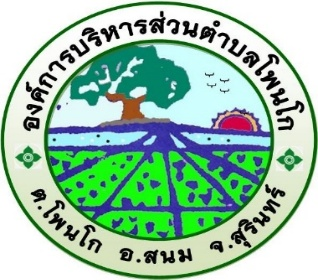 องค์การบริหารส่วนตำบลโพนโก
ต.โพนโก อ.สนม จ.สุรินทร์